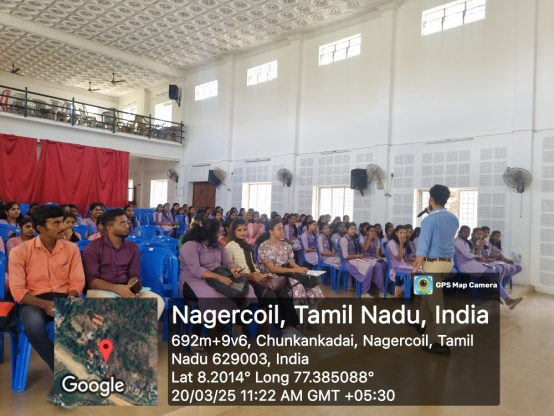 GPS Map Camera
Nagercoil, Tamil Nadu, India
692m+9v6, Chunkankadai, Nagercoil, Tamil
Nadu 629003, India
Lat 8.2014° Long 77.385088°
20/03/25 11:22 AM GMT +05:30
Google